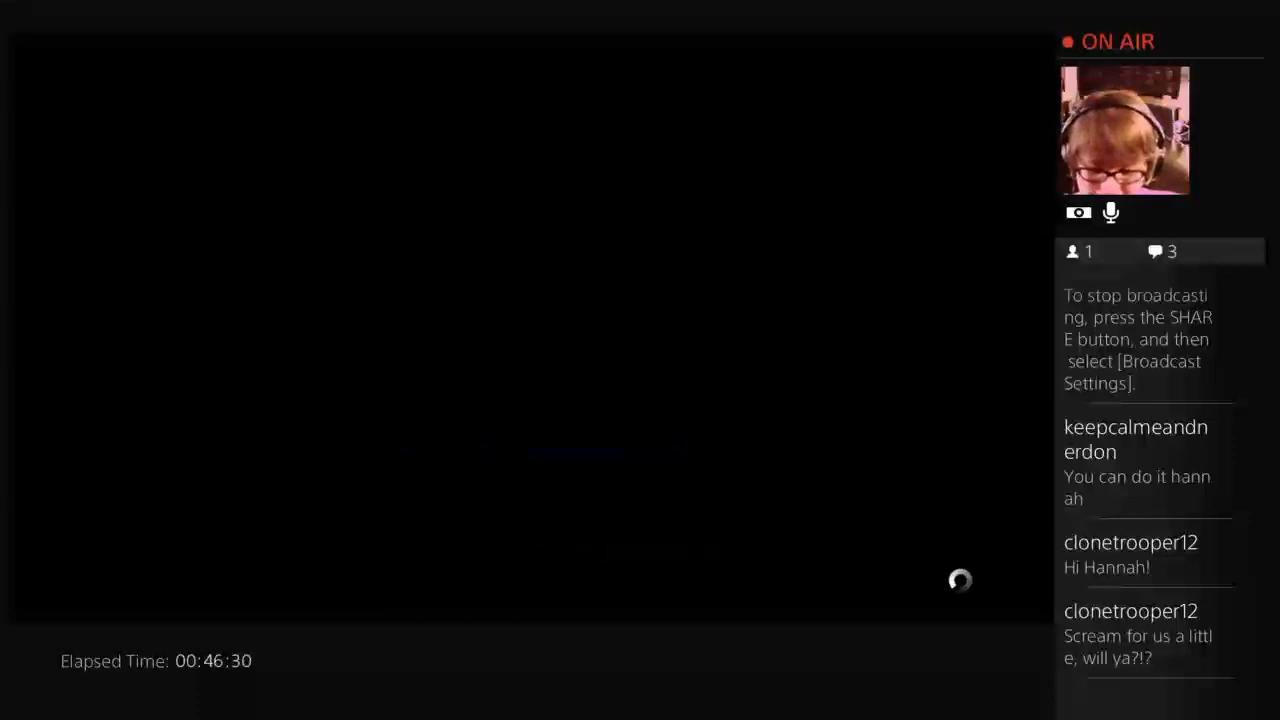 ON AIR
1 3
To stop broadcasti
ng, press the SHAR
E button, and then
select [Broadcast
Settings].
keepcalmeandn
erdon
You can do it hann
ah
clonetrooper12
Hi Hannah!
clonetrooper12
Scream for us a littl
e, will ya?!?
Elapsed Time: 00:46:30